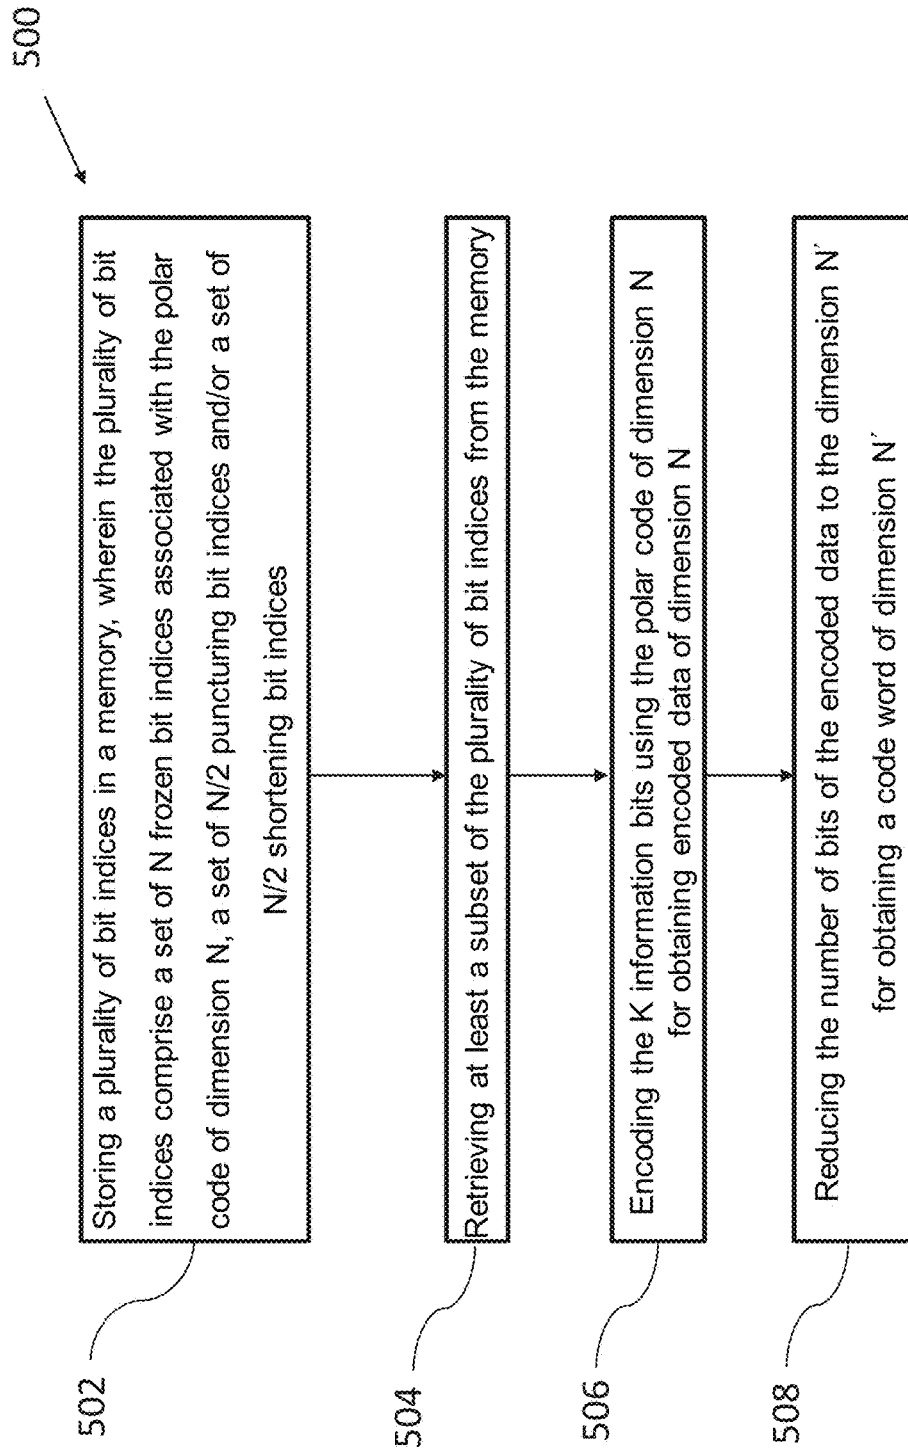 500
502
Storing a plurality of bit indices in a memory, wherein the plurality of bit
indices comprise a set of N frozen bit indices associated with the polar
code of dimension N, a set of N/2 puncturing bit indices and/or a set of
N/2 shortening bit indices
504
Retrieving at least a subset of the plurality of bit indices from the memory
506
Encoding the K information bits using the polar code of dimension N
for obtaining encoded data of dimension N
508
Reducing the number of bits of the encoded data to the dimension N´
for obtaining a code word of dimension N´